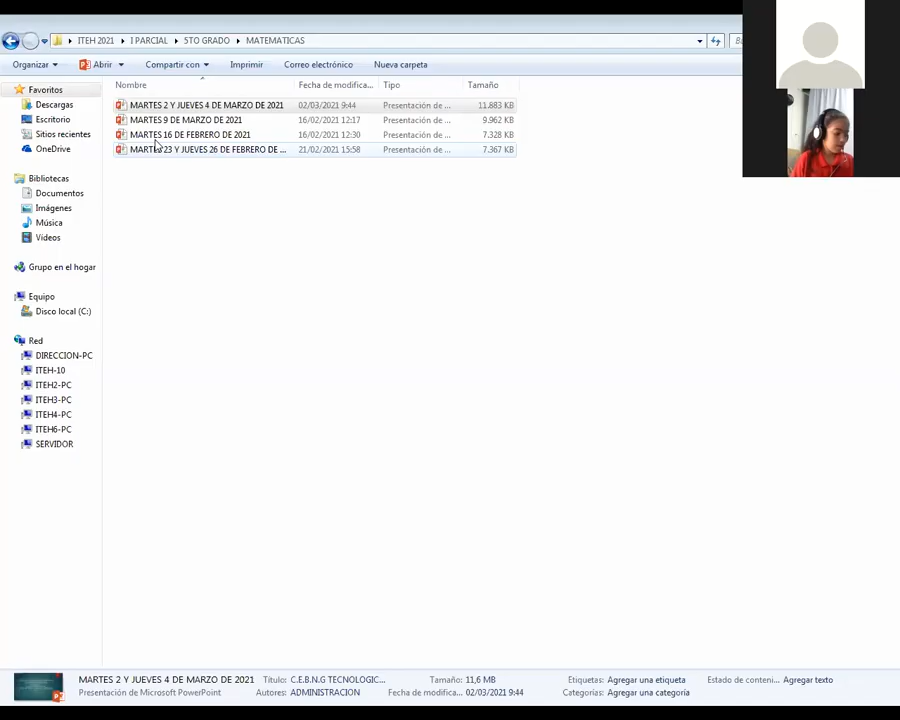 ITEH 2021 I PARCIAL 5TO GRADO MATEMATICAS
Organizar Abrir Compartir con Imprimir Correo electrónico Nueva carpeta
Favoritos
Descargas
Escritorio
Sitios recientes
OneDrive
Bibliotecas
Documentos
Imágenes
Música
Vídeos
Grupo en el hogar
Equipo
Disco local (C:)
Red
DIRECCION-PC
ITEH-10
ITEH2-PC
ITEH3-PC
ITEH4-PC
ITEH6-PC
SERVIDOR
Nombre Fecha de modifica... Tipo Tamaño
MARTES 2 Y JUEVES 4 DE MARZO DE 2021 02/03/2021 9:44 Presentación de ... 11.883 KB
MARTES 9 DE MARZO DE 2021 16/02/2021 12:17 Presentación de ... 9.962 KB
MARTES 16 DE FEBRERO DE 2021 16/02/2021 12:30 Presentación de ... 7.328 KB
MARTES 23 Y JUEVES 26 DE FEBRERO DE ... 21/02/2021 15:58 Presentación de ... 7.367 KB
MARTES 2 Y JUEVES 4 DE MARZO DE 2021 Título: C.E.B.N.G TECNOLOGIC... Tamaño: 11,6 MB Etiquetas: Agregar una etiqueta Estado de conteni... Agregar texto
Presentación de Microsoft PowerPoint Autores: ADMINISTRACION Fecha de modifica... 02/03/2021 9:44 Categorías: Agregar una categoría